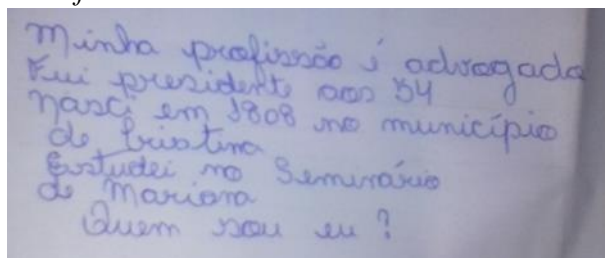 Minha profissão é advogada
Fui presidente aos 54
Nasci em 1808 no município
de Cristina
Estudei no Seminário
de Mariana
Quem sou eu ?